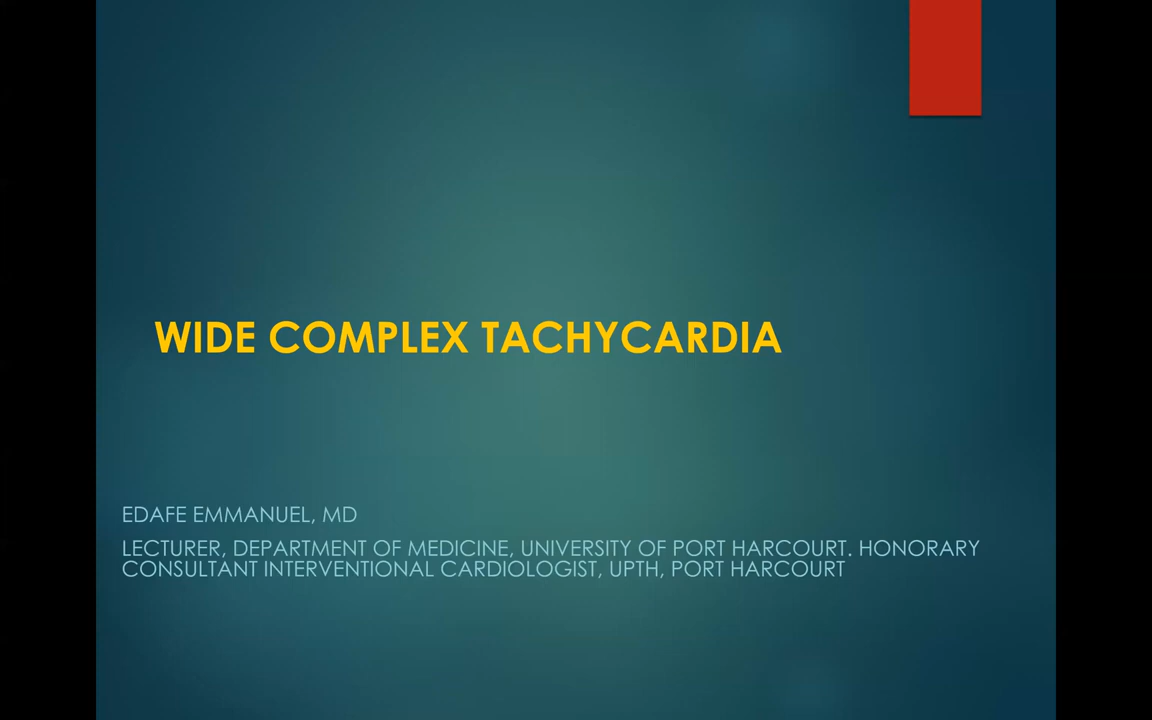 WIDE COMPLEX TACHYCARDIA
EDAFE EMMANUEL, MD
LECTURER, DEPARTMENT OF MEDICINE, UNIVERSITY OF PORT HARCOURT. HONORARY
CONSULTANT INTERVENTIONAL CARDIOLOGIST, UPTH, PORT HARCOURT